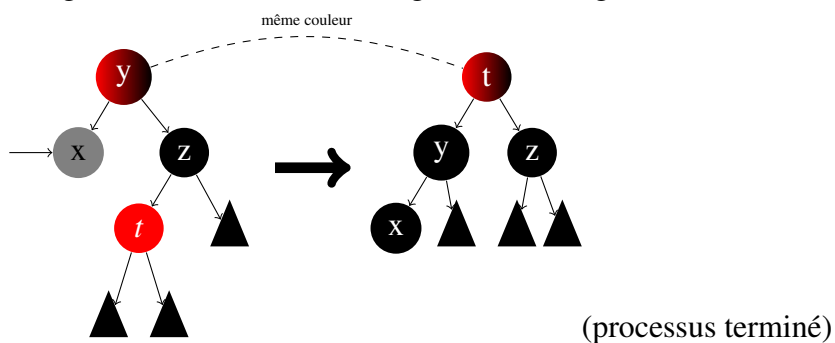 même couleur
y
t
x
z
y
z
t
x
(processus terminé)